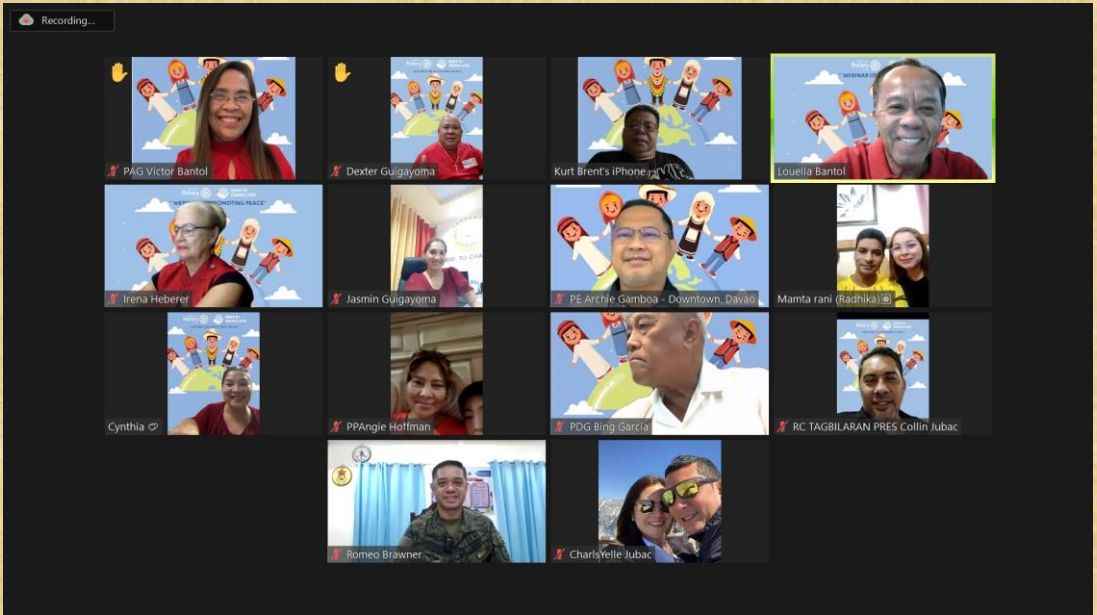 Recording...
PAG Victor Bantol
Dexter Guigayoma
Kurt Brent's iPhone
Louella Bantol
Rotary
" WEBINAR
Irena Heberer
Rotary
PROMOTING PEACE"
Jasmin Guigayoma
PE Archie Gamboa - Downtown, Davao
Mamta rani (Radhika)
Cynthia
PPAngie Hoffman
PDG Bing Garcia
RC TAGBILARAN PRES Collin Jubac
Romeo Brawner
CharlsYelle Jubac